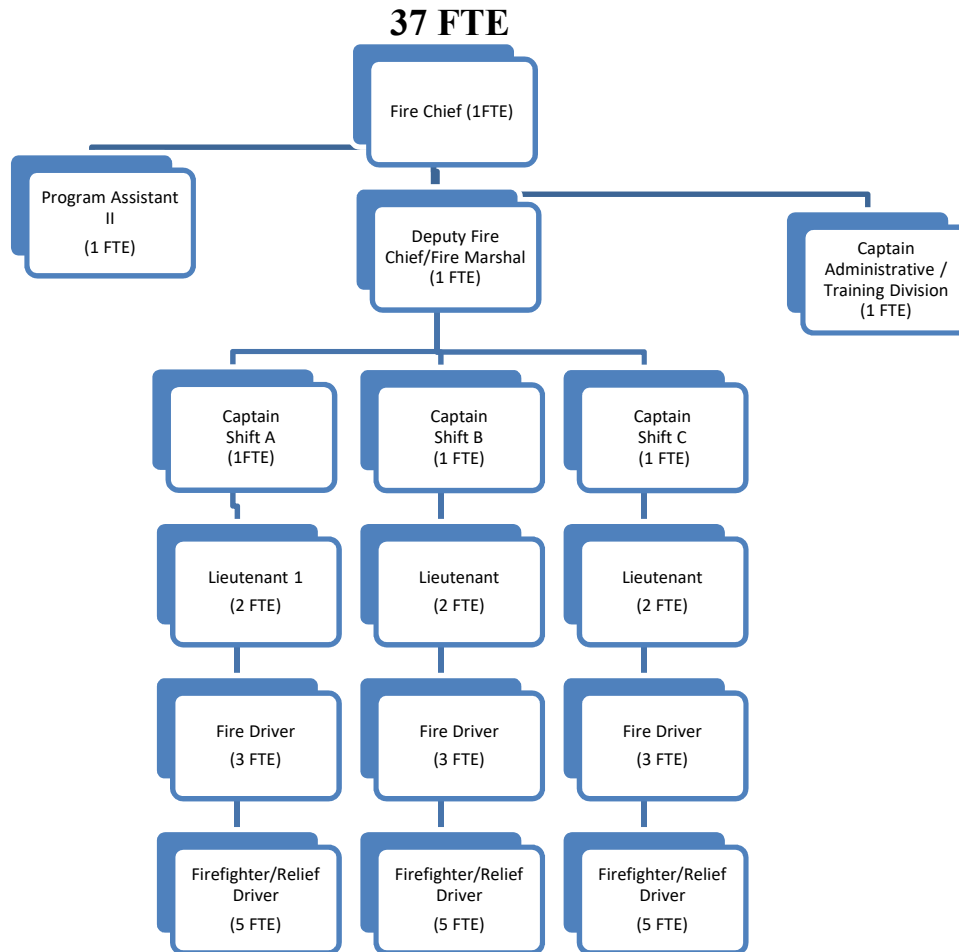 37 FTE
Fire Chief (1FTE)
Program Assistant
II
(1 FTE)
Deputy Fire
Chief/Fire Marshal
(1 FTE)
Captain
Administrative /
Training Division
(1 FTE)
Captain
Shift A
(1FTE)
Captain
Shift B
(1 FTE)
Captain
Shift C
(1 FTE)
Lieutenant 1
(2 FTE)
Lieutenant
(2 FTE)
Lieutenant
(2 FTE)
Fire Driver
(3 FTE)
Fire Driver
(3 FTE)
Fire Driver
(3 FTE)
Firefighter/Relief
Driver
(5 FTE)
Firefighter/Relief
Driver
(5 FTE)
Firefighter/Relief
Driver
(5 FTE)